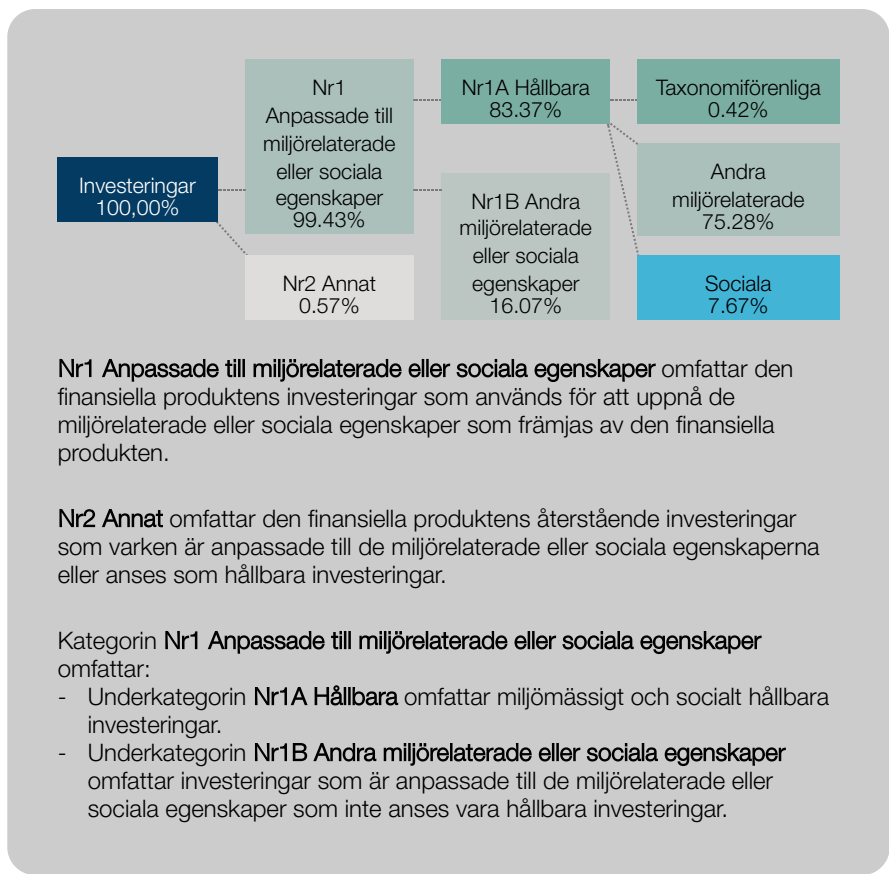 Investeringar
100,00%
Nr1
Anpassade till
miljörelaterade
eller sociala
egenskaper
99.43%
Nr2 Annat
0.57%
Nr1A Hållbara
83.37%
Nr1B Andra
miljörelaterade
eller sociala
egenskaper
16.07%
Taxonomiförenliga
0.42%
Andra
miljörelaterade
75.28%
Sociala
7.67%
Nr1 Anpassade till miljörelaterade eller sociala egenskaper omfattar den
finansiella produktens investeringar som används för att uppnå de
miljörelaterade eller sociala egenskaper som främjas av den finansiella
produkten.
Nr2 Annat omfattar den finansiella produktens återstående investeringar
som varken är anpassade till de miljörelaterade eller sociala egenskaperna
eller anses som hållbara investeringar.
Kategorin Nr1 Anpassade till miljörelaterade eller sociala egenskaper
omfattar:
- Underkategorin Nr1A Hållbara omfattar miljömässigt och socialt hållbara
investeringar.
- Underkategorin Nr1B Andra miljörelaterade eller sociala egenskaper
omfattar investeringar som är anpassade till de miljörelaterade eller
sociala egenskaper som inte anses vara hållbara investeringar.